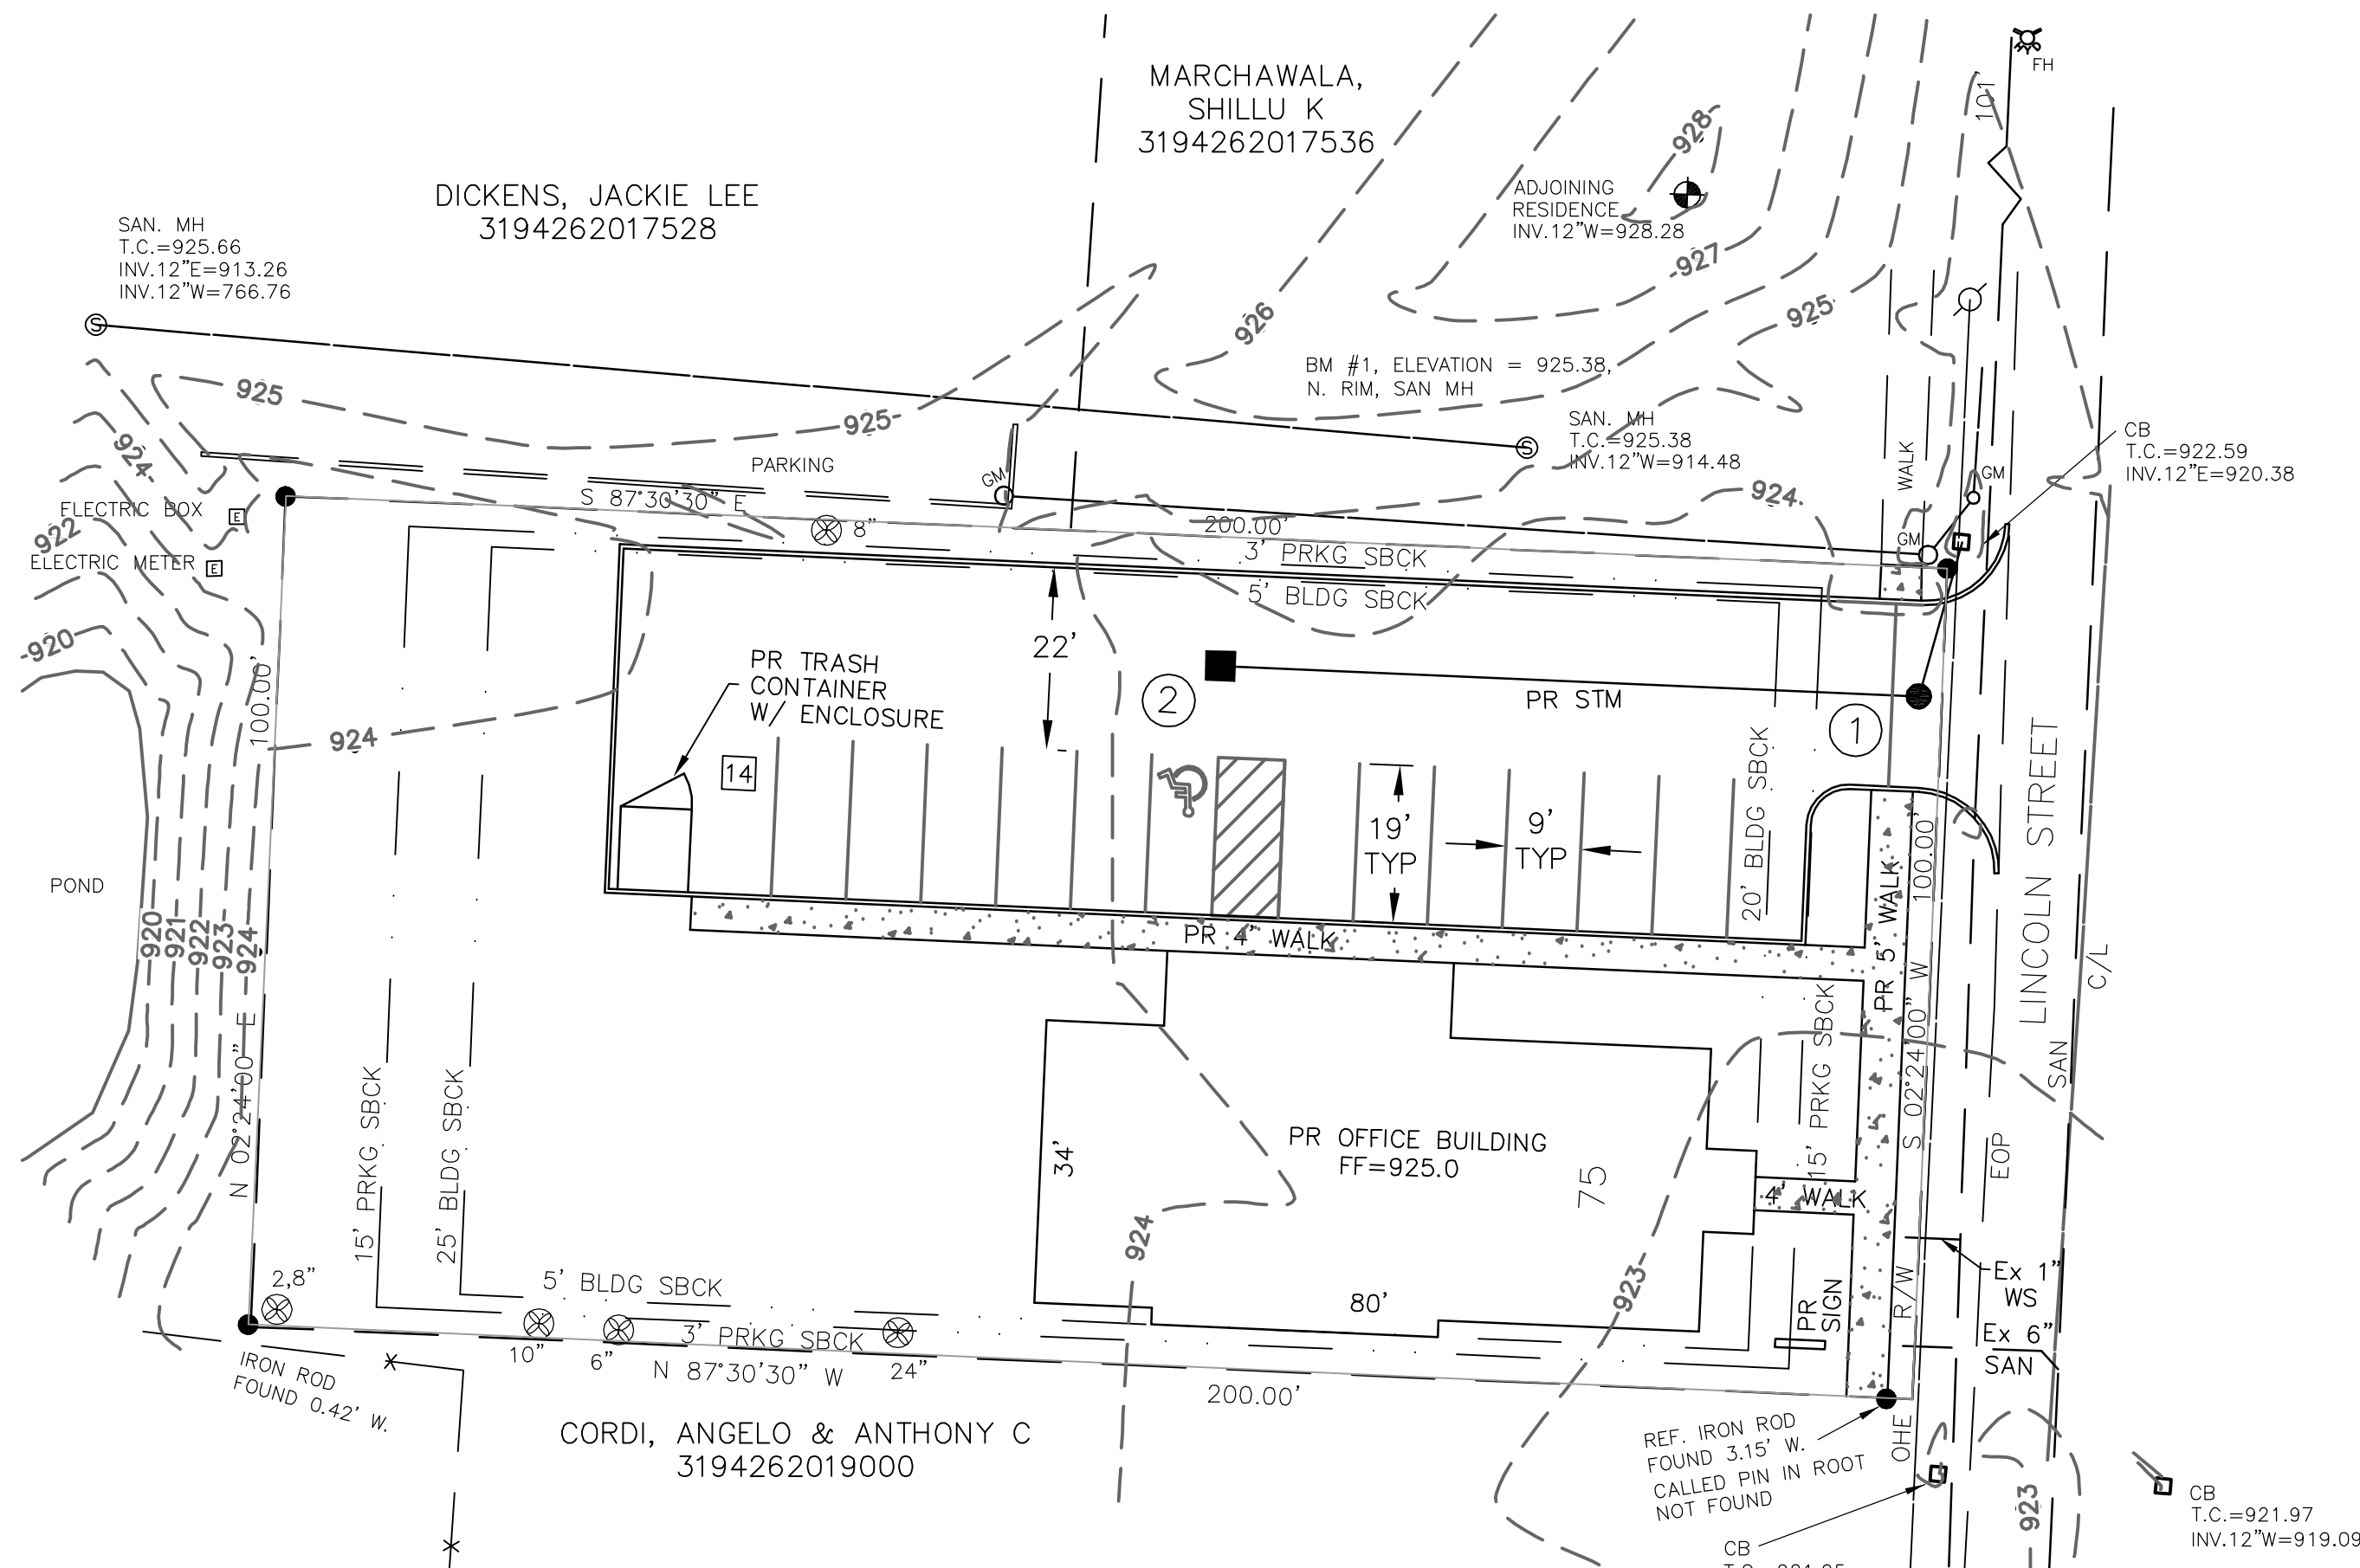 MARCHAWALA,
SHILLU K
3194262017536
FH
101
DICKENS, JACKIE LEE
3194262017528
SAN. MH
T.C.=925.66
INV.12"E=913.26
INV.12"W=766.76
928
ADJOINING
RESIDENCE
INV.12"W=928.28
927
926
925
BM #1, ELEVATION = 925.38,
N. RIM, SAN MH
925
925
924
SAN. MH
T.C.=925.38
INV.12"W=914.48
CB
T.C.=922.59
INV.12"E=920.38
PARKING
GM
WALK
GM
924
S 87°30'30" E
200.00'
ELECTRIC BOX
E
8"
GM
922
ELECTRIC METER
E
3' PRKG SBCK
5' BLDG SBCK
920
100.00'
22'
PR TRASH
CONTAINER
W/ ENCLOSURE
2
PR STM
1
924
14
20' BLDG SBCK
LINCOLN STREET
19'
TYP
9'
TYP
100.00'
POND
920
921
922
923
924
PR 4' WALK
PR 5' WALK
C/L
N 02°24'00" E
15' PRKG SBCK
25' BLDG SBCK
34'
PR OFFICE BUILDING
FF=925.0
75
15' PRKG SBCK
S 02°24'00" W
EOP
SAN
4' WALK
924
923
2,8"
5' BLDG SBCK
80'
PR
SIGN
R/W
Ex 1"
WS
Ex 6"
SAN
3' PRKG SBCK
10"
6"
24"
N 87°30'30" W
200.00'
IRON ROD
FOUND 0.42' W.
CORDI, ANGELO & ANTHONY C
3194262019000
REF. IRON ROD
FOUND 3.15' W.
CALLED PIN IN ROOT
NOT FOUND
OHE
923
CB
T.C.=921.97
INV.12"W=919.09
CB